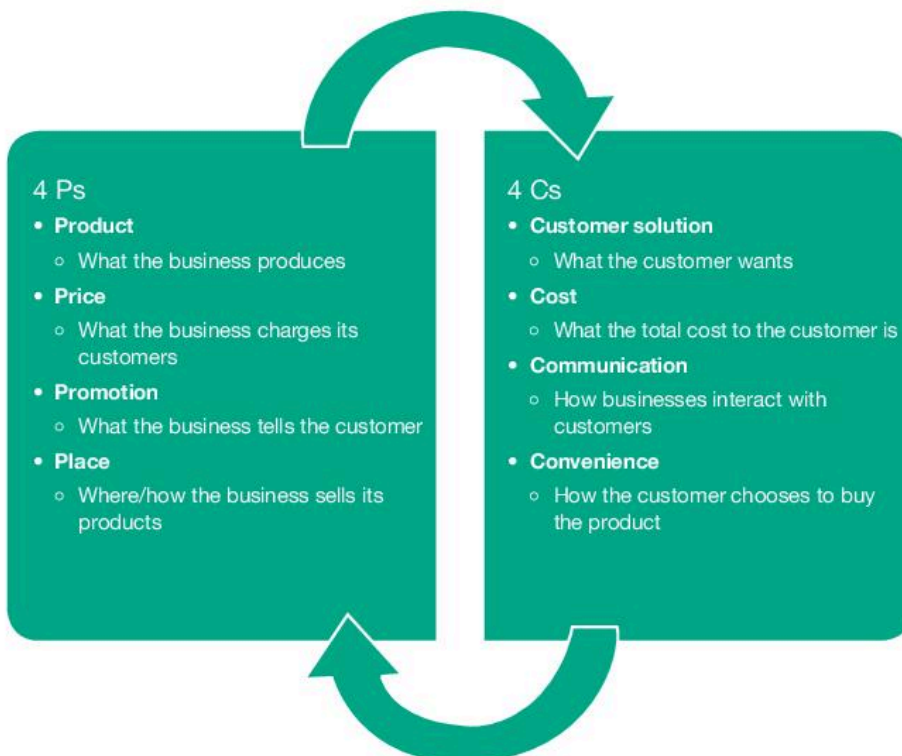 4 Ps
• Product
○ What the business produces
• Price
○ What the business charges its
customers
• Promotion
○ What the business tells the customer
• Place
○ Where/how the business sells its
products
4 Cs
• Customer solution
○ What the customer wants
• Cost
○ What the total cost to the customer is
• Communication
○ How businesses interact with
customers
• Convenience
○ How the customer chooses to buy
the product